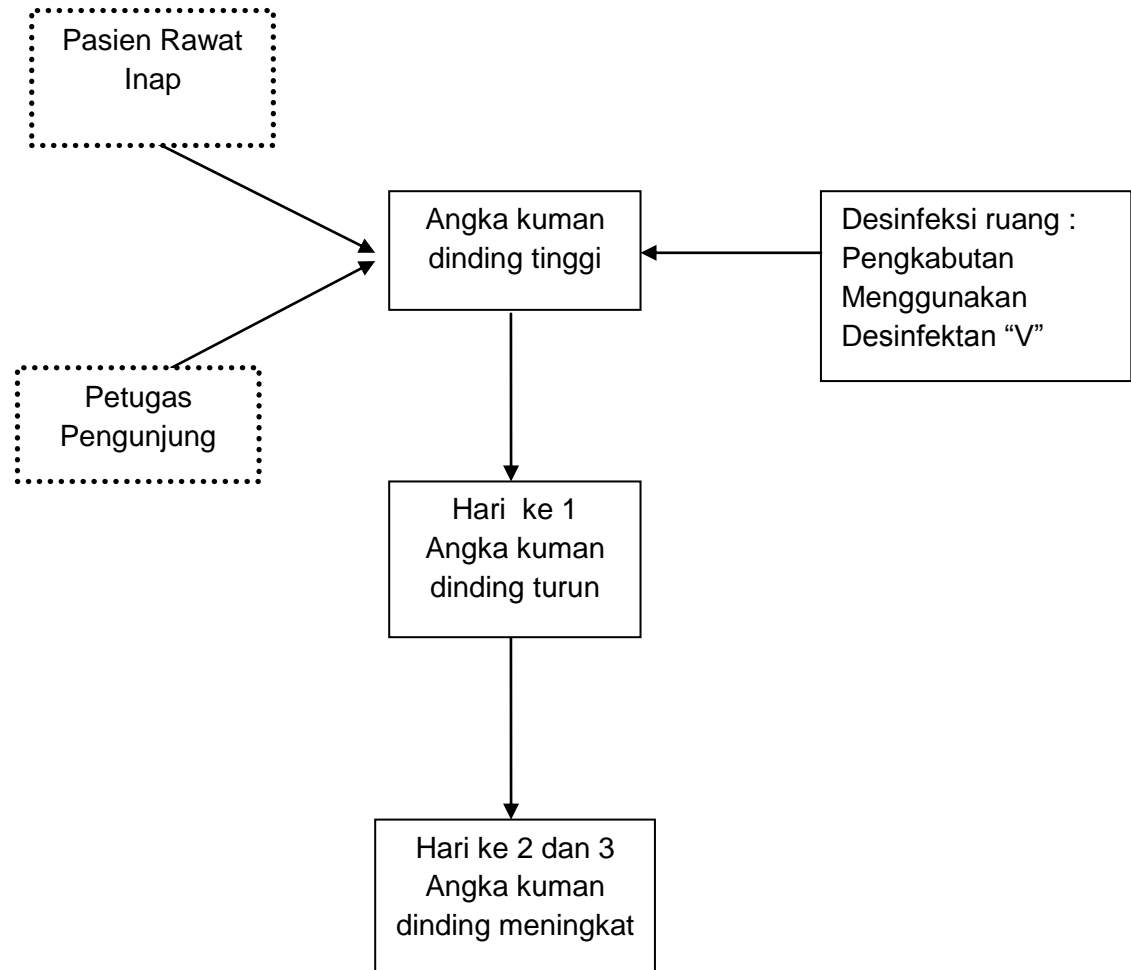 Pasien Rawat
Inap
Angka kuman
dinding tinggi
Desinfeksi ruang :
Pengkabutan
Menggunakan
Desinfektan “V”
Petugas
Pengunjung
Hari  ke 1
Angka kuman
dinding turun
Hari ke 2 dan 3
Angka kuman
dinding meningkat